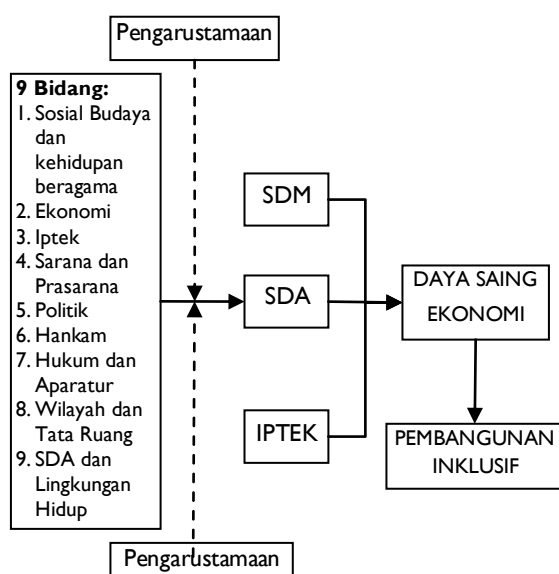 Pengarustamaan
9 Bidang:
1. Sosial Budaya
dan
kehidupan
beragama
2. Ekonomi
3. Iptek
4. Sarana dan
Prasarana
5. Politik
6. Hankam
7. Hukum dan
Aparatur
8. Wilayah dan
Tata Ruang
9. SDA dan
Lingkungan
Hidup
SDM
SDA
IPTEK
DAYA SAING
EKONOMI
PEMBANGUNAN
INKLUSIF
Pengarustamaan